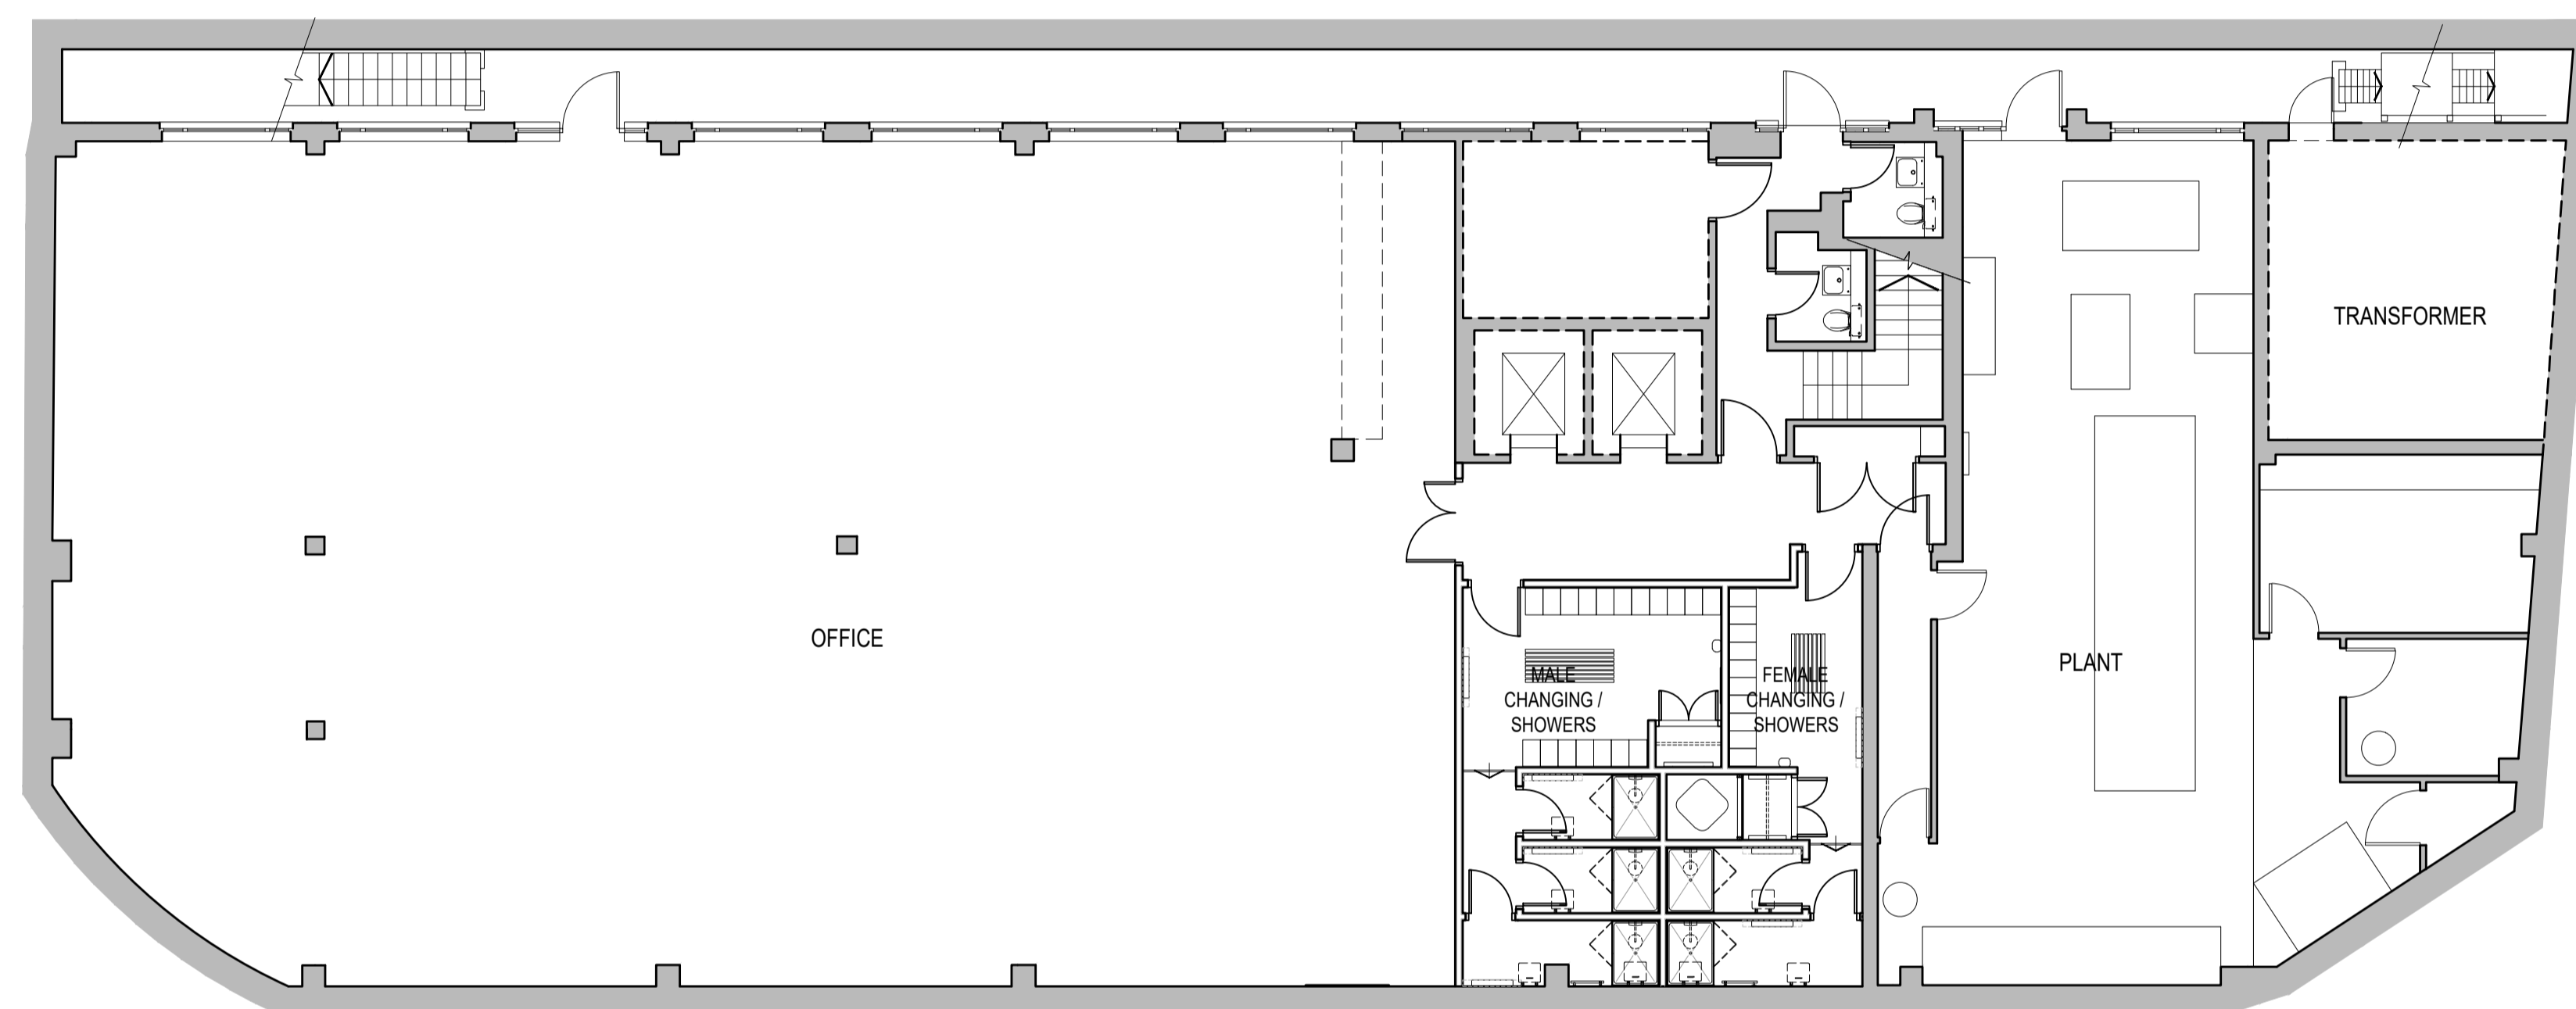 TRANSFORMER
OFFICE
PLANT
MALE
CHANGING /
SHOWERS
FEMALE
CHANGING /
SHOWERS